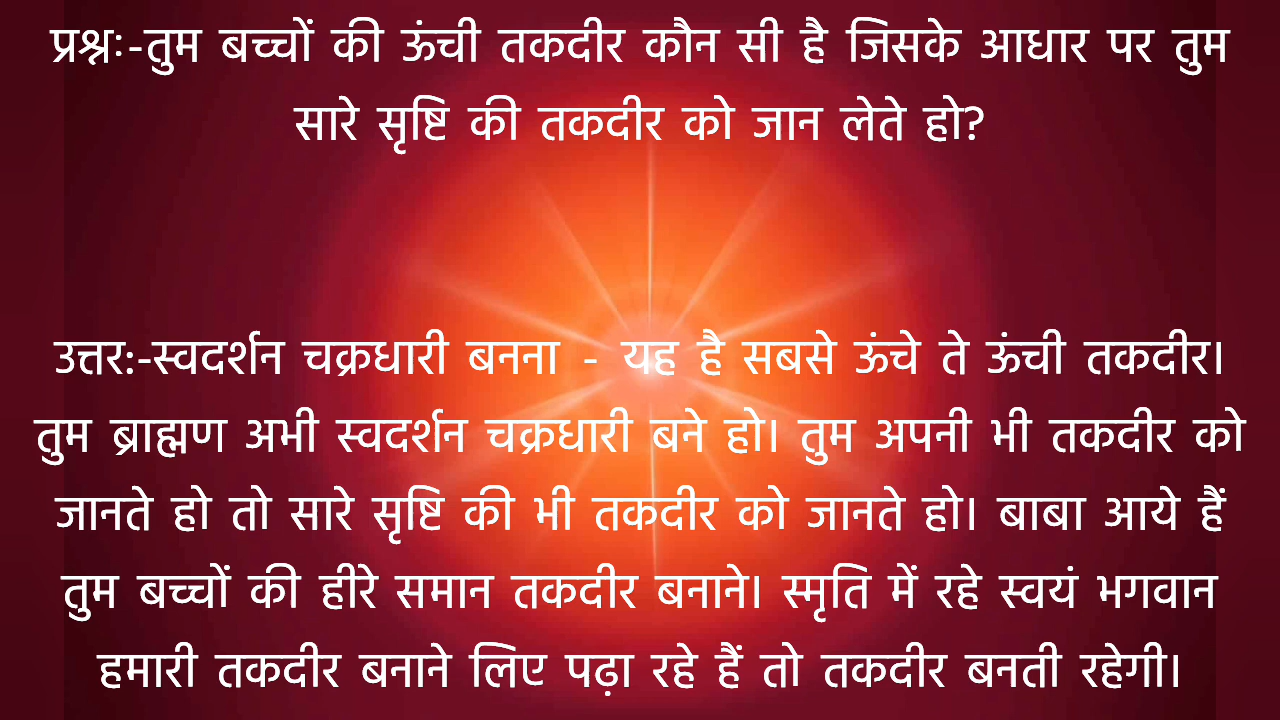 प्रश्नः-तुम बच्चों की ऊंची तकदीर कौन सी है जिसके आधार पर तुम
सारे सृष्टि की तकदीर को जान लेते हो?
उत्तर:-स्वदर्शन चक्रधारी बनना - यह है सबसे ऊंचे ते ऊंची तकदीर।
तुम ब्राह्मण अभी स्वदर्शन चक्रधारी बने हो। तुम अपनी भी तकदीर को
जानते हो तो सारे सृष्टि की भी तकदीर को जानते हो। बाबा आये हैं
तुम बच्चों की हीरे समान तकदीर बनाने। स्मृति में रहे स्वयं भगवान
हमारी तकदीर बनाने लिए पढ़ा रहे हैं तो तकदीर बनती रहेगी।